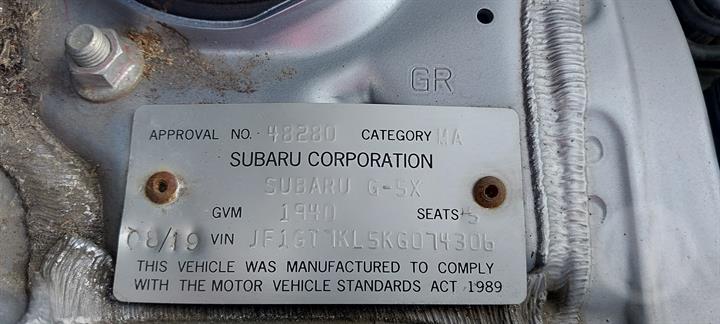 GR
APPROVAL NO. 48280 CATEGORY MA
SUBARU CORPORATION
SUBARU G-5X
GVM 1940 SEATS 5
08/19 VIN JF1GT7KL5KG074306
THIS VEHICLE WAS MANUFACTURED TO COMPLY
WITH THE MOTOR VEHICLE STANDARDS ACT 1989